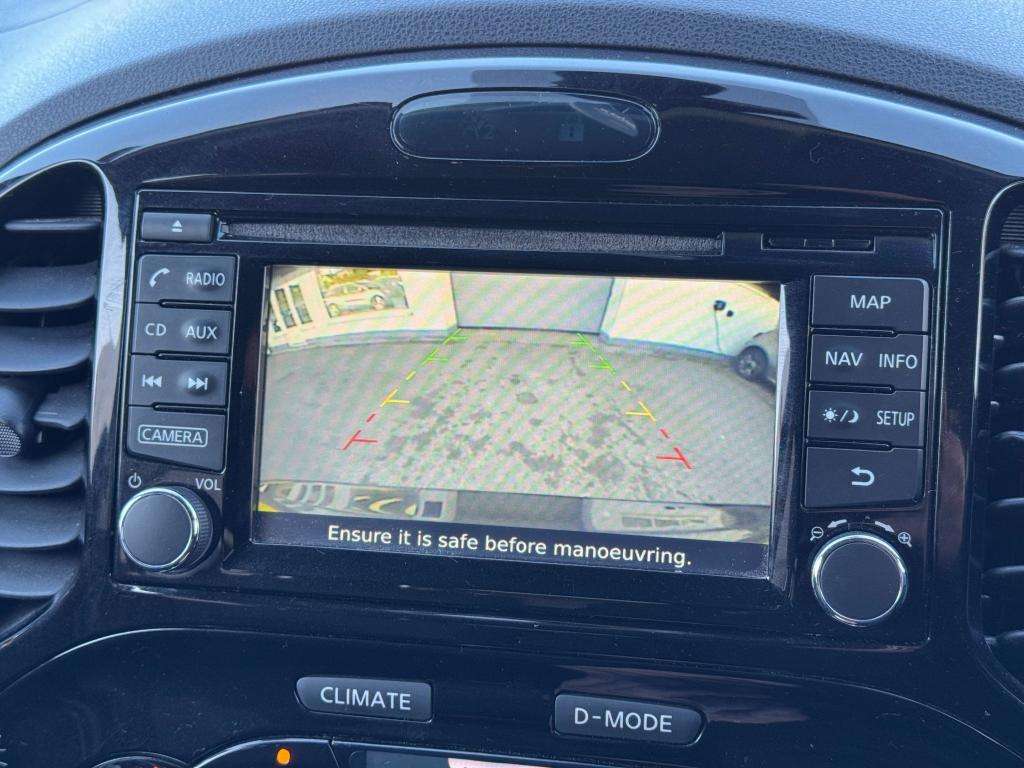 RADIO
CD AUX
CAMERA
VOL
MAP
NAV INFO
SETUP
Ensure it is safe before manoeuvring.
CLIMATE
D-MODE